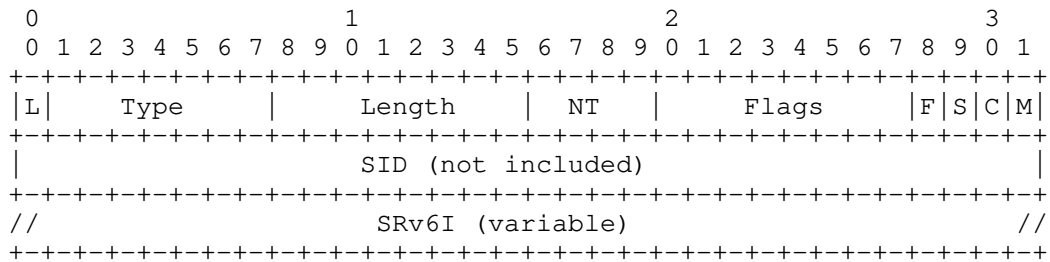 0                   1                   2                   3
 0 1 2 3 4 5 6 7 8 9 0 1 2 3 4 5 6 7 8 9 0 1 2 3 4 5 6 7 8 9 0 1
+-+-+-+-+-+-+-+-+-+-+-+-+-+-+-+-+-+-+-+-+-+-+-+-+-+-+-+-+-+-+-+-+
|L|     Type    |     Length    |  NT   |     Flags     |F|S|C|M|
+-+-+-+-+-+-+-+-+-+-+-+-+-+-+-+-+-+-+-+-+-+-+-+-+-+-+-+-+-+-+-+-+
|                     SID (not included)                        |
+-+-+-+-+-+-+-+-+-+-+-+-+-+-+-+-+-+-+-+-+-+-+-+-+-+-+-+-+-+-+-+-+
//                     SRv6I (variable)                        //
+-+-+-+-+-+-+-+-+-+-+-+-+-+-+-+-+-+-+-+-+-+-+-+-+-+-+-+-+-+-+-+-+